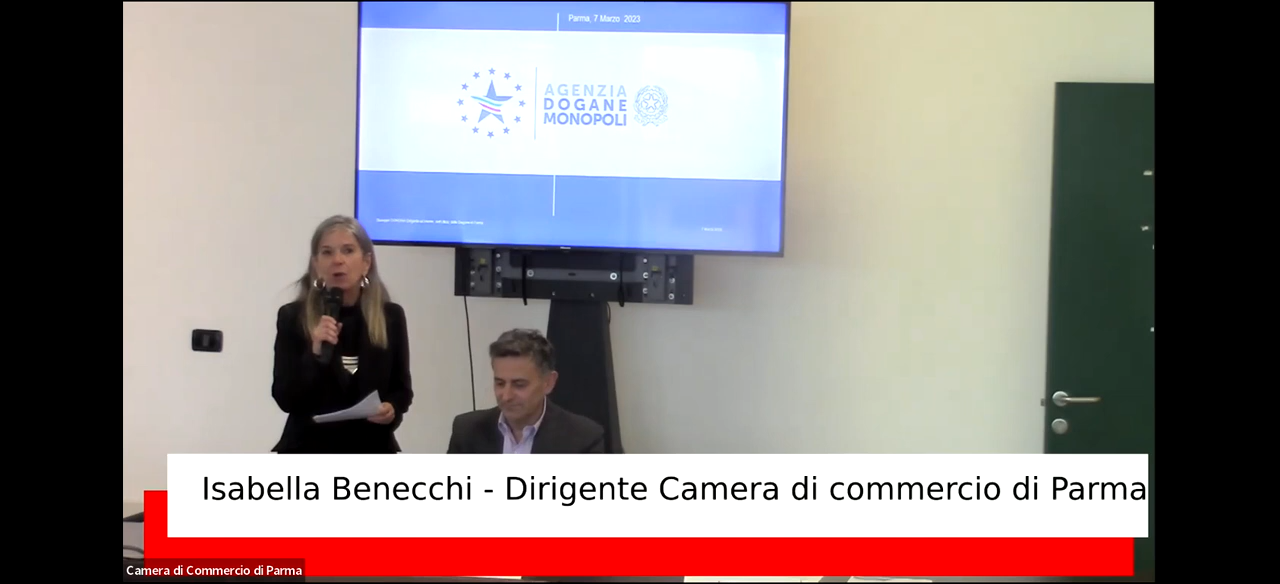 Parma, 7 Marzo 2023
AGENZIA
DOGANE
MONOPOLI
Isabella Benecchi - Dirigente Camera di commercio di Parma
Camera di Commercio di Parma